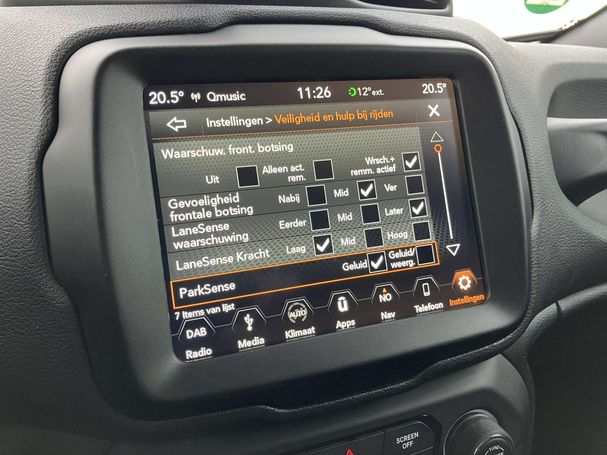 20.5° Qmusic 11:26 12°ext. 20.5°
Instellingen > Veiligheid en hulp bij rijden X
Waarschuw. front. botsing
Uit Alleen act. rem. Wrsch.+ remm. actief
Gevoeligheid frontale botsing Nabij Mid Ver
LaneSense waarschuwing Eerder Mid Later
LaneSense Kracht Laag Mid Hoog
ParkSense Geluid Geluid/weerg.
7 Items van lijst
DAB AUTO NO
Radio Media Klimaat Apps Nav Telefoon Instellingen
SCREEN
OFF